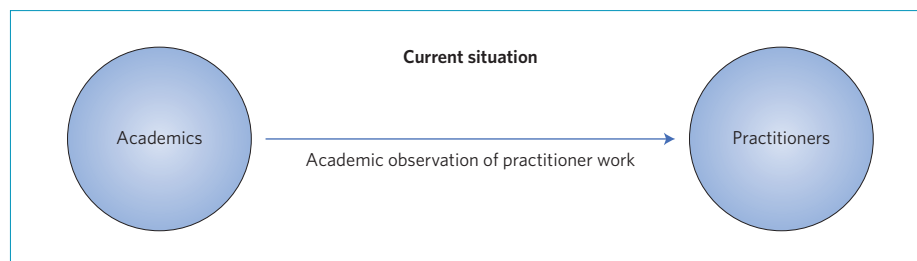 Current situation
Academics
Practitioners
Academic observation of practitioner work